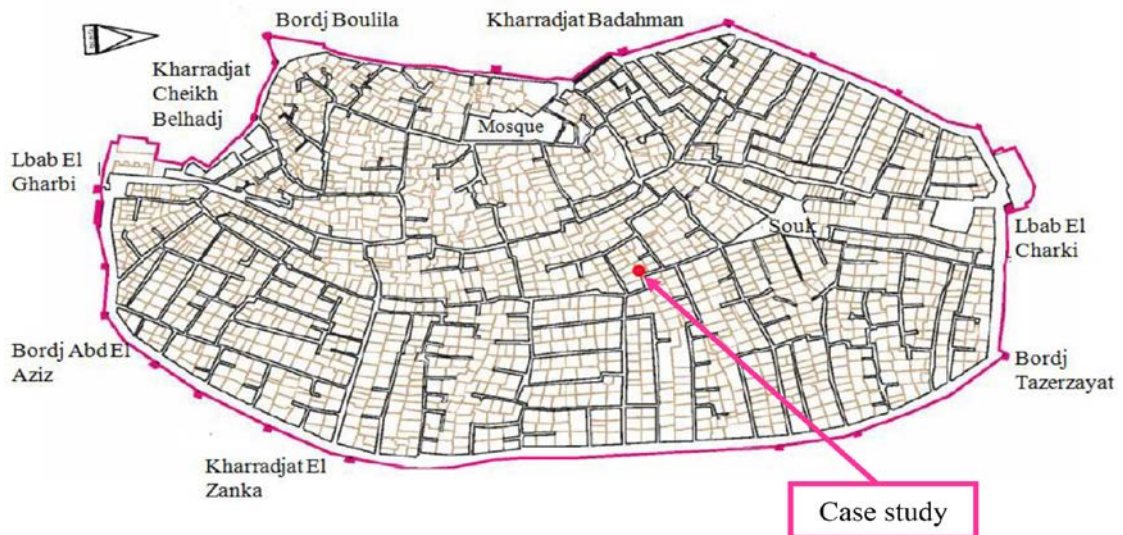 Bordj Boulila
Kharradjat Badahman
Kharradjat
Cheikh
Belhadj
Mosque
Lbab El
Gharbi
Souk
Lbab El
Charki
Bordj Abd El
Aziz
Bordj
Tazerzayat
Kharradjat El
Zanka
Case study